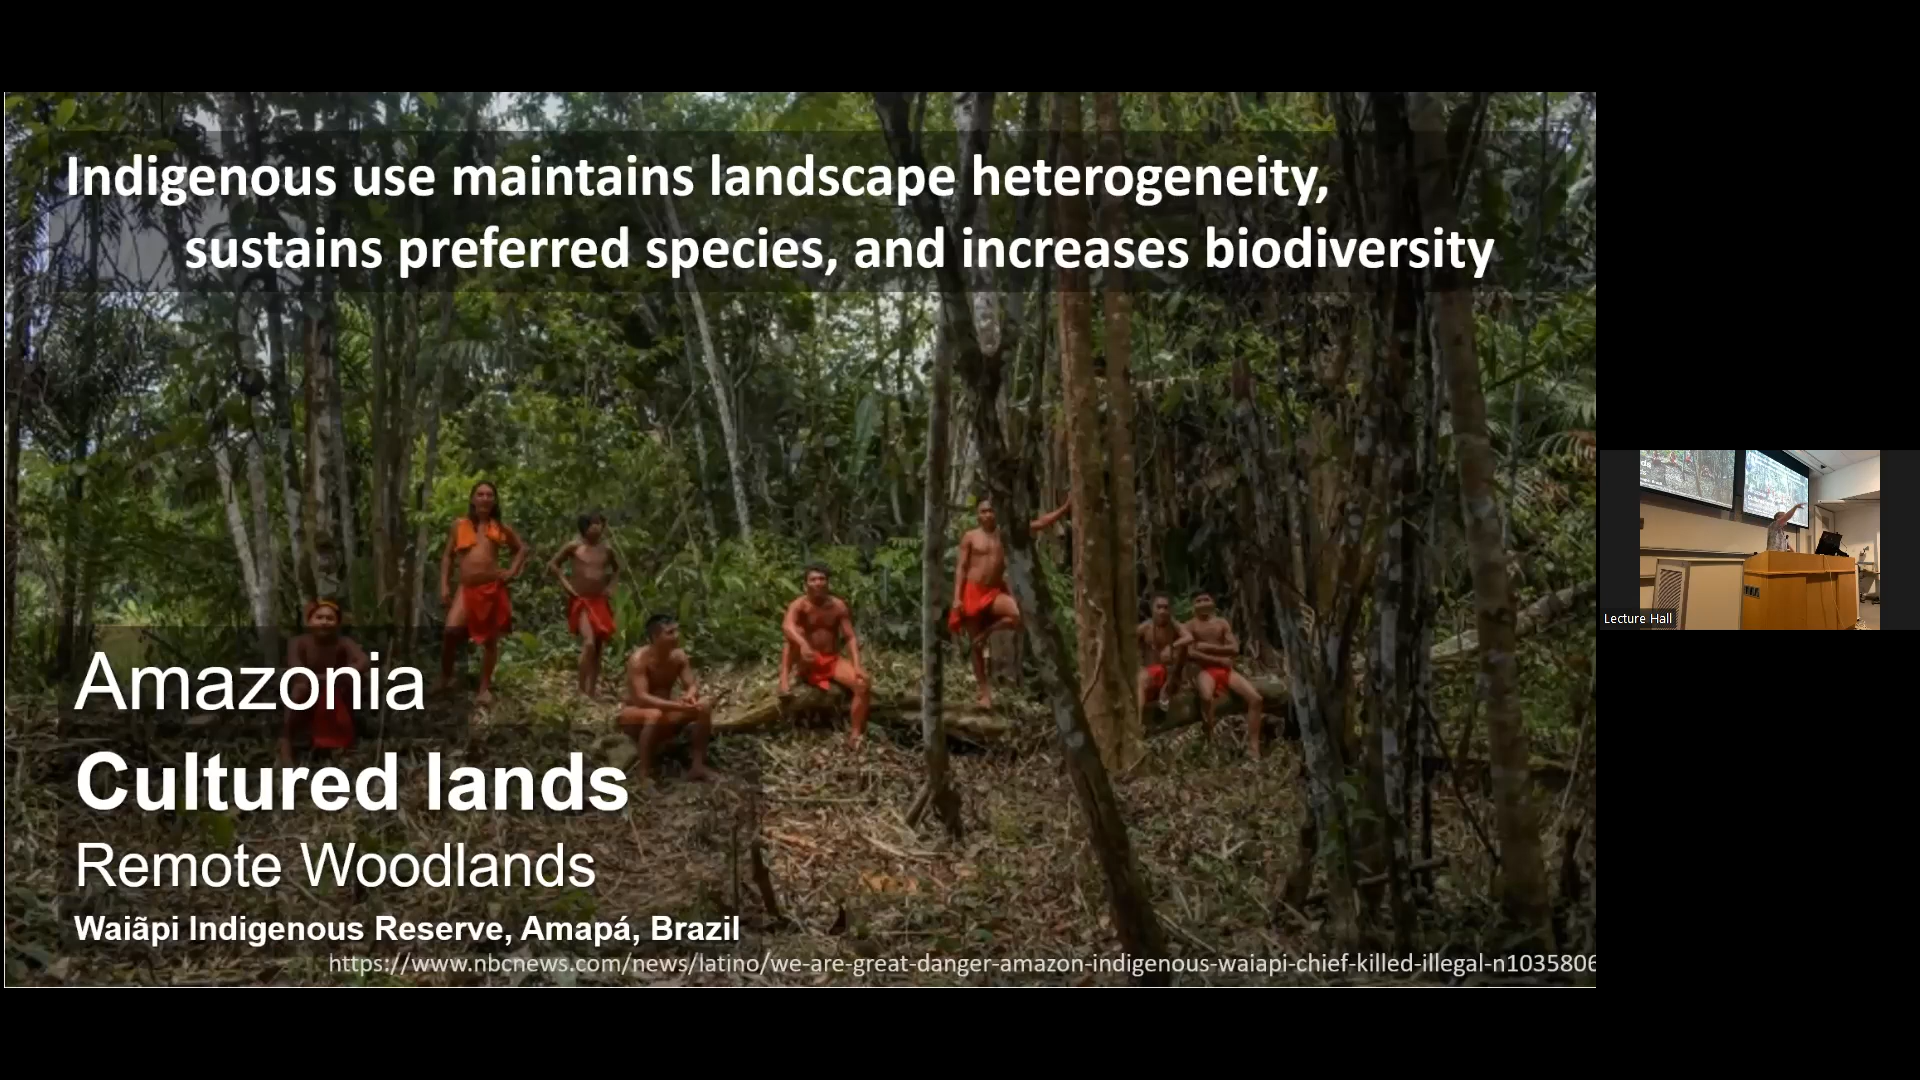 Indigenous use maintains landscape heterogeneity,
sustains preferred species, and increases biodiversity
Amazonia
Cultured lands
Remote Woodlands
Waiãpi Indigenous Reserve, Amapá, Brazil
https://www.nbcnews.com/news/latino/we-are-great-danger-amazon-indigenous-waiapi-chief-killed-illegal-n1035806
Lecture Hall